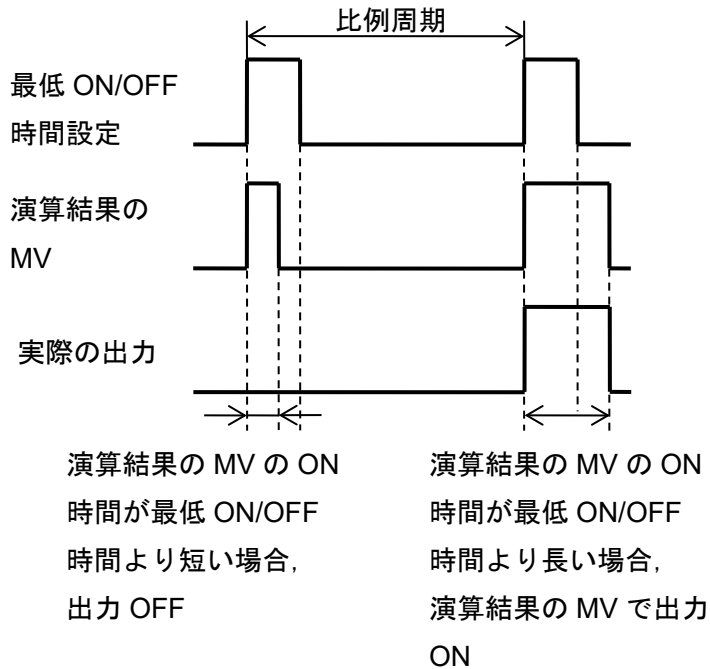 比例周期
最低 ON/OFF
時間設定
演算結果の
MV
実際の出力
演算結果の MV の ON
時間が最低 ON/OFF
時間より短い場合,
出力 OFF
演算結果の MV の ON
時間が最低 ON/OFF
時間より長い場合,
演算結果の MV で出力
ON